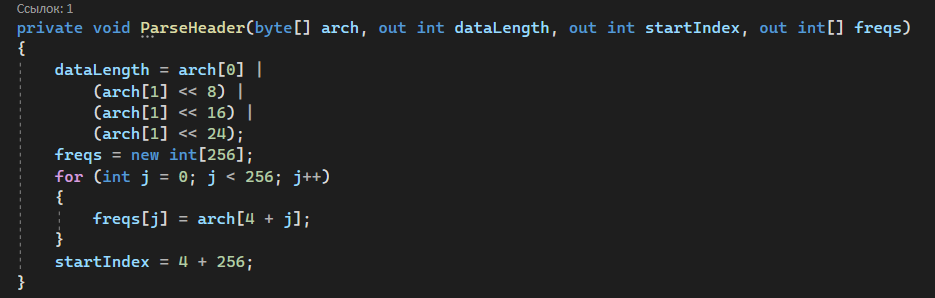 Ссылок: 1
private void ParseHeader(byte[] arch, out int dataLength, out int startIndex, out int[] freqs)
{
    dataLength = arch[0] |
        (arch[1] << 8) |
        (arch[1] << 16) |
        (arch[1] << 24);
    freqs = new int[256];
    for (int j = 0; j < 256; j++)
    {
        freqs[j] = arch[4 + j];
    }
    startIndex = 4 + 256;
}